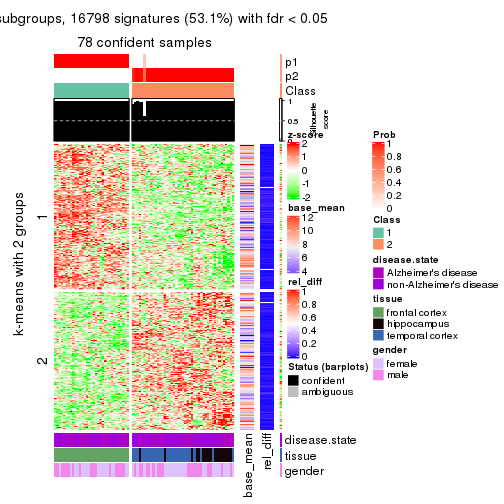 subgroups, 16798 signatures (53.1%) with fdr < 0.05
78 confident samples
p1
p2
Class
1
0.5
0
Silhouette
score
k-means with 2 groups
1
2
z-score
2
1
0
-1
-2
base_mean
12
10
8
6
4
rel_diff
1
0.8
0.6
0.4
0.2
0
Status (barplots)
confident
ambiguous
Prob
1
0.8
0.6
0.4
0.2
0
Class
1
2
disease.state
Alzheimer's disease
non-Alzheimer's disease
tissue
frontal cortex
hippocampus
temporal cortex
gender
female
male
disease.state
tissue
gender
base_mean
rel_diff